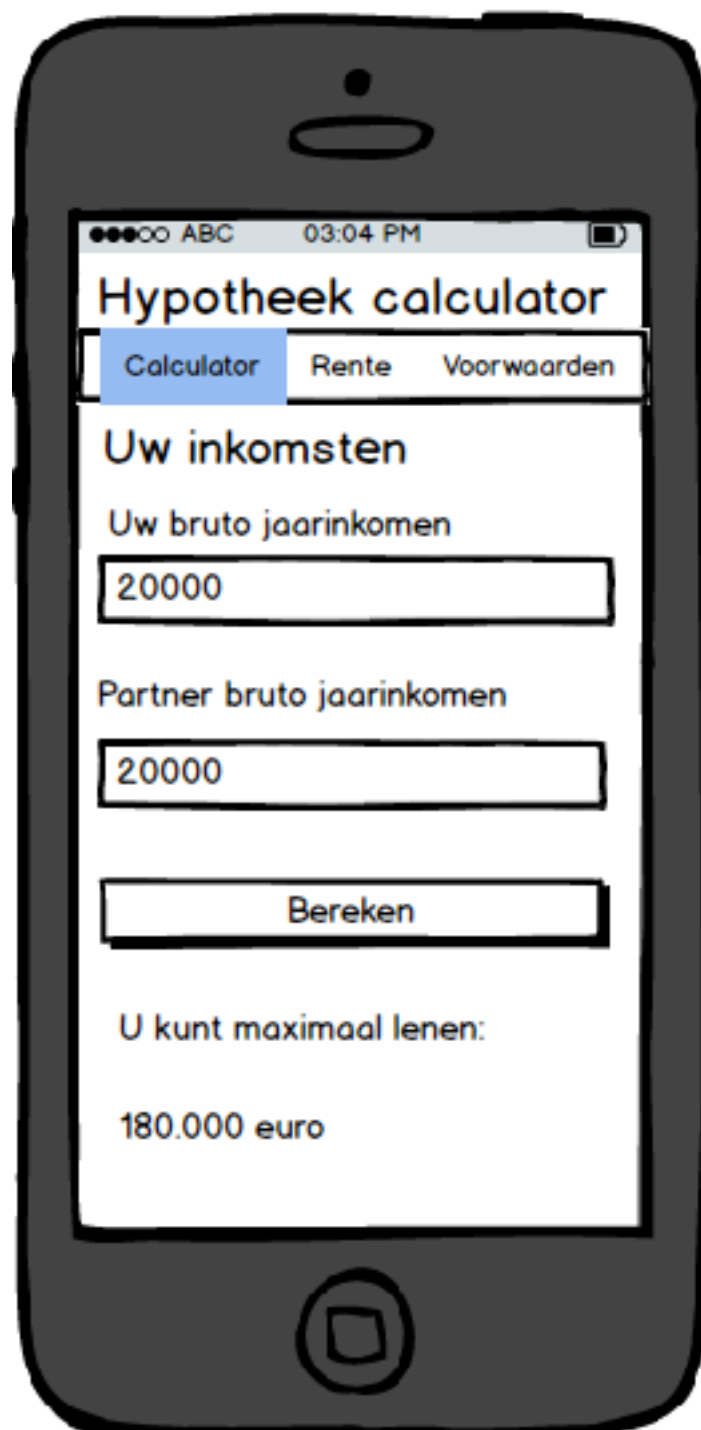 ABC 03:04 PM
Hypotheek calculator
Calculator Rente Voorwaarden
Uw inkomsten
Uw bruto jaarinkomen
20000
Partner bruto jaarinkomen
20000
Bereken
U kunt maximaal lenen:
180.000 euro